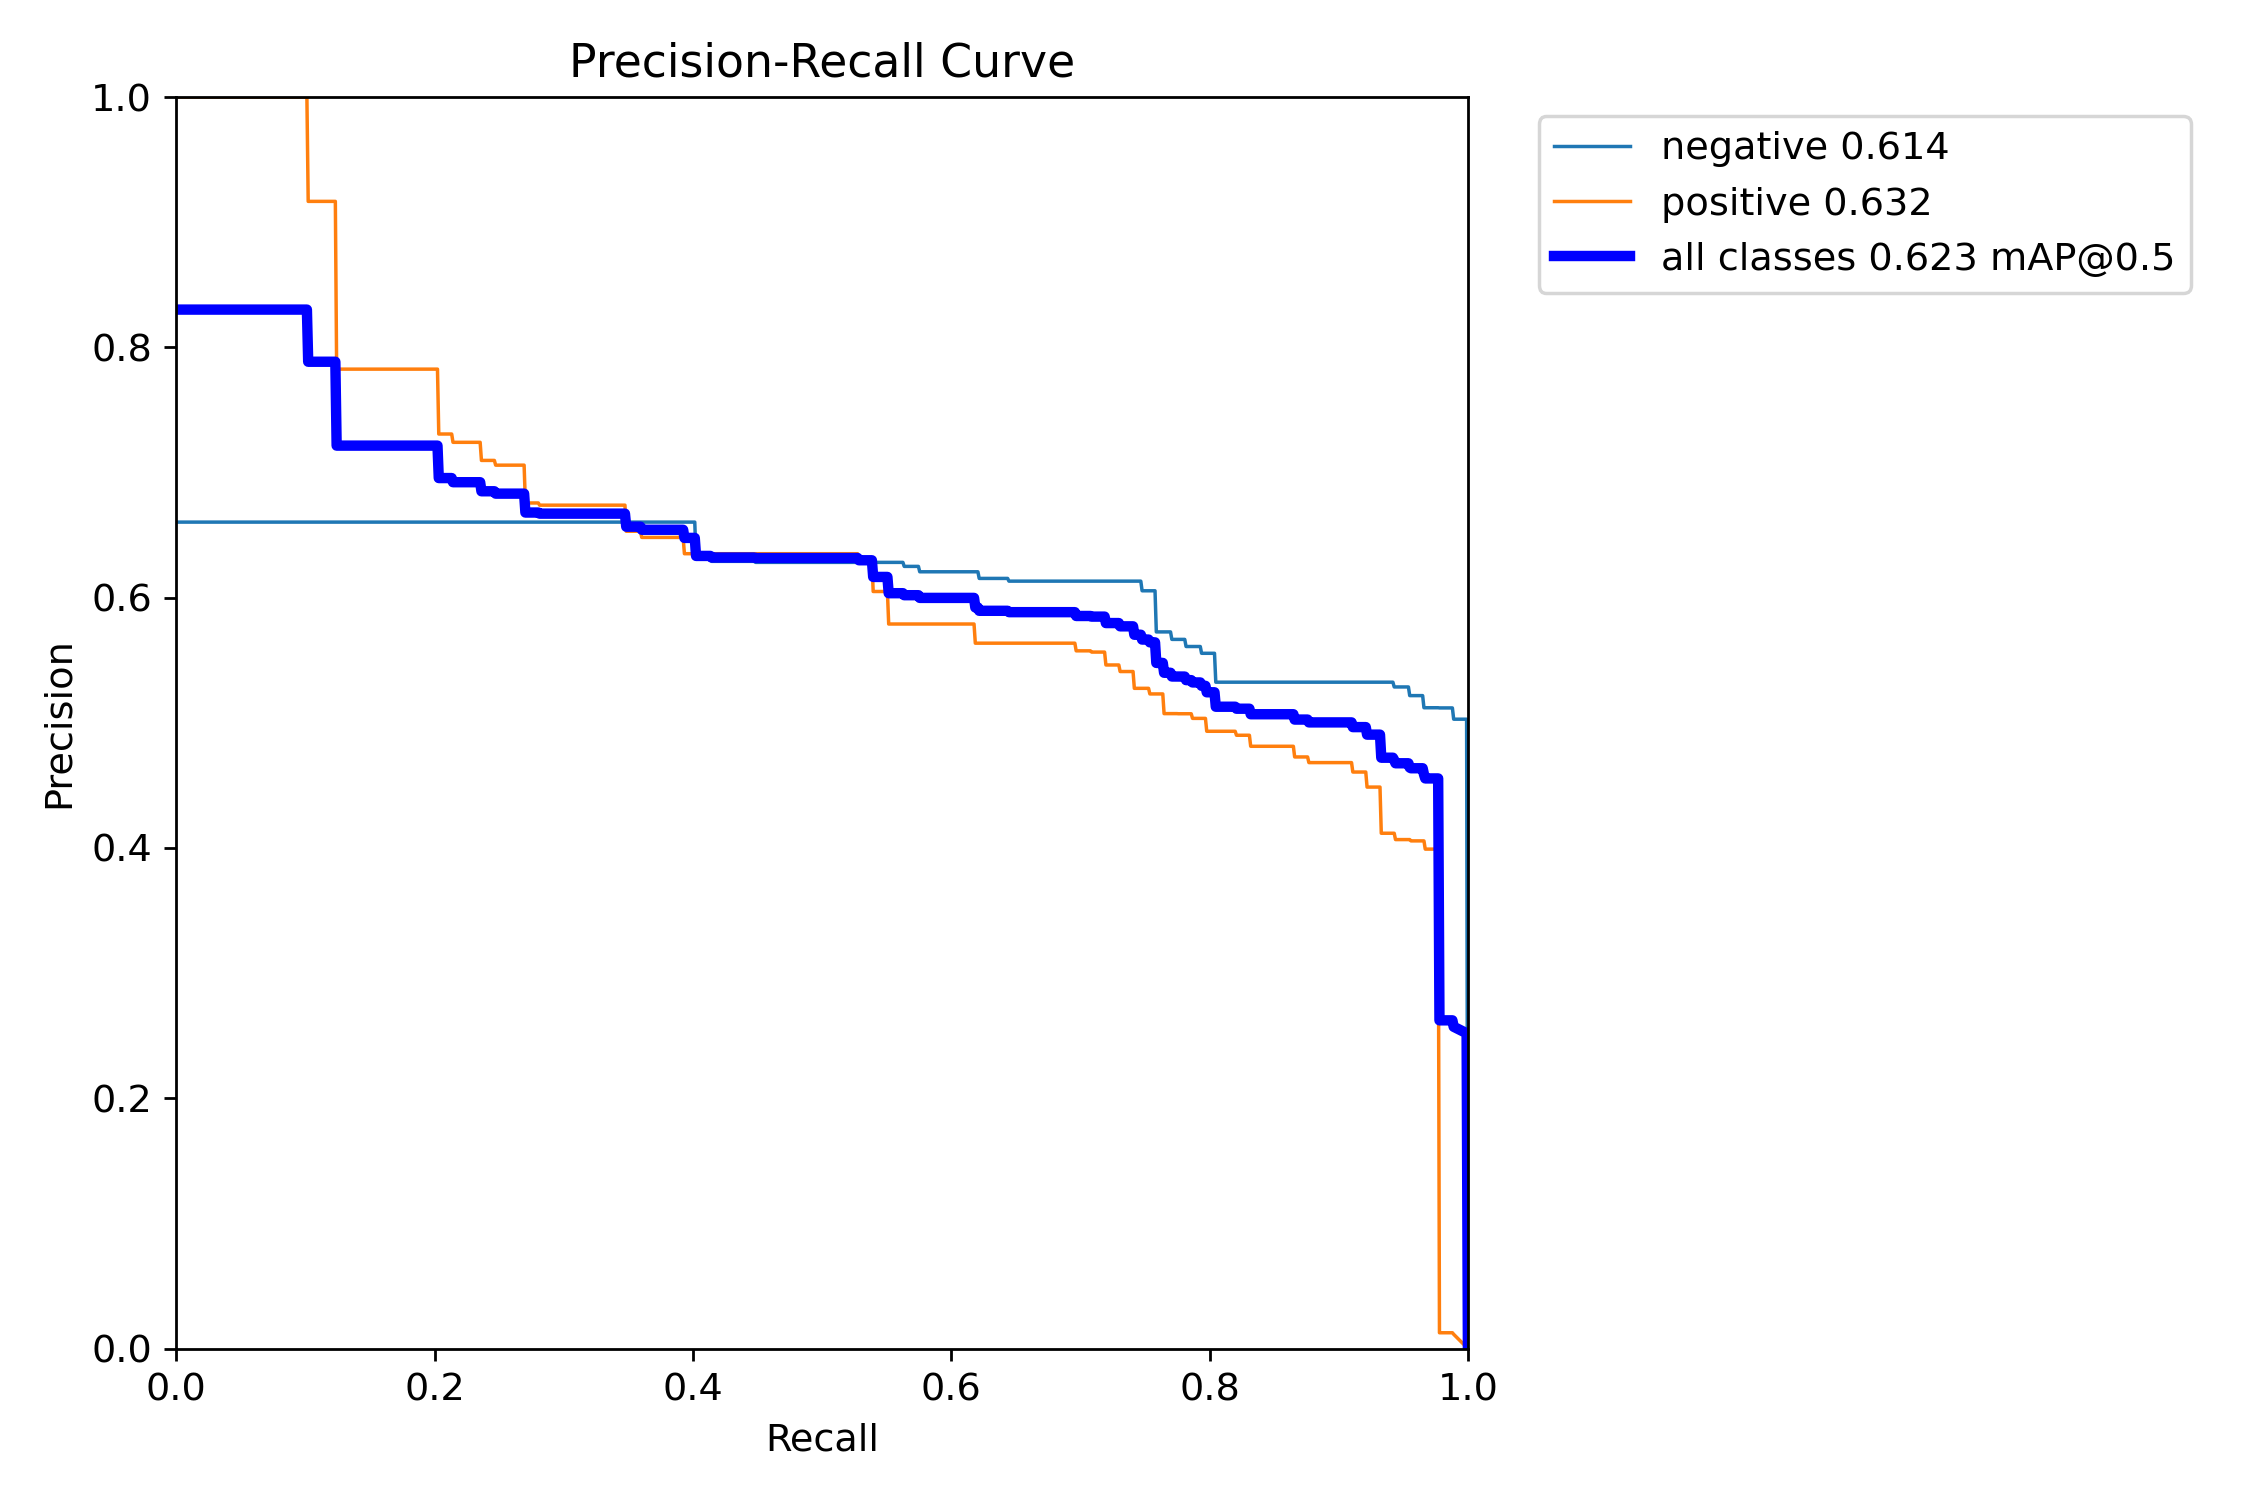 Precision-Recall Curve
1.0
0.8
0.6
0.4
0.2
0.0
Precision
0.0 0.2 0.4 0.6 0.8 1.0
Recall
negative 0.614
positive 0.632
all classes 0.623 mAP@0.5